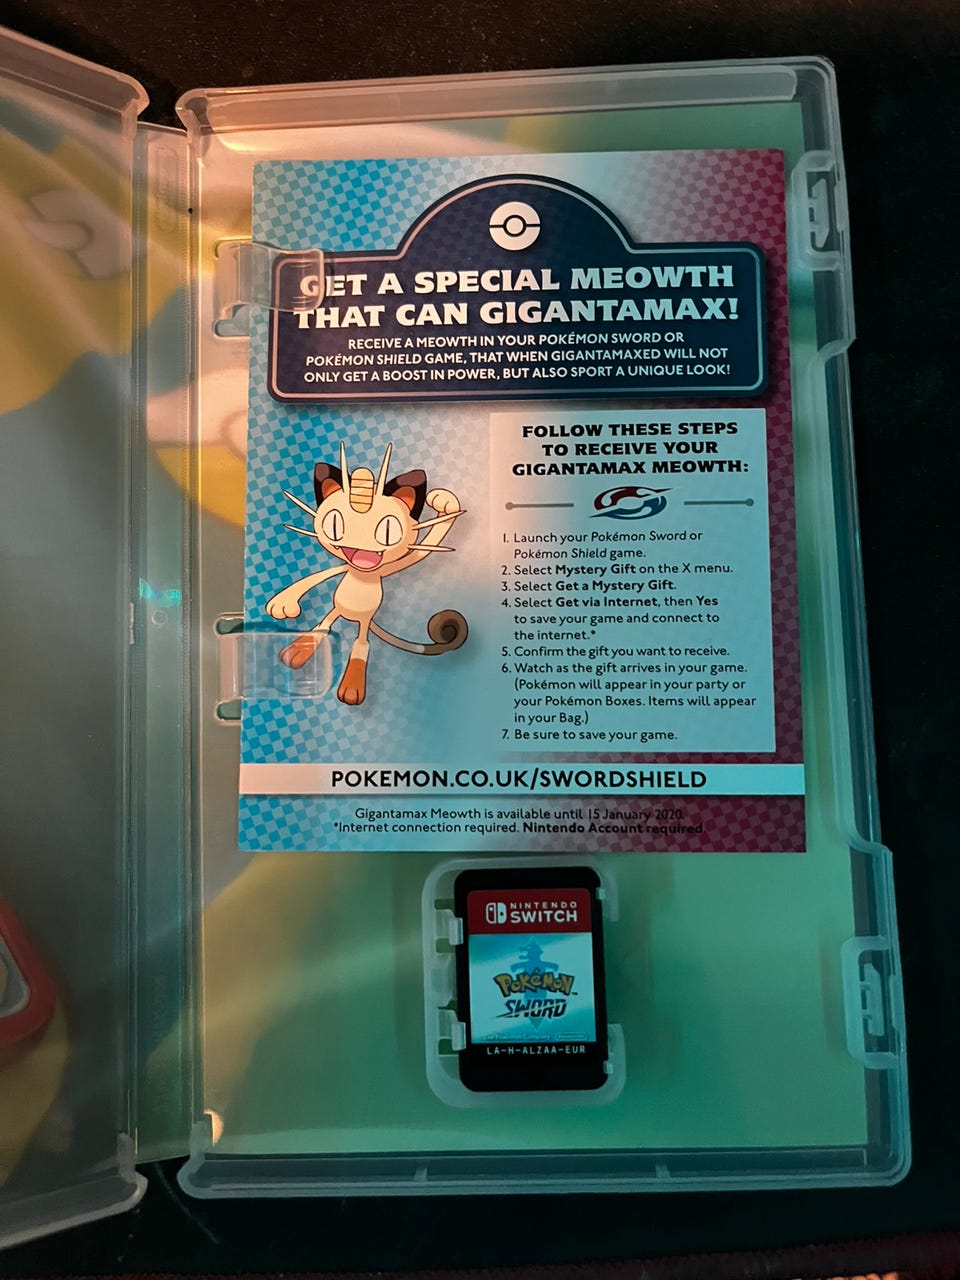 GET A SPECIAL MEOWTH
THAT CAN GIGANTAMAX!
RECEIVE A MEOWTH IN YOUR POKÉMON SWORD OR
POKÉMON SHIELD GAME, THAT WHEN GIGANTAMAXED WILL NOT
ONLY GET A BOOST IN POWER, BUT ALSO SPORT A UNIQUE LOOK!
FOLLOW THESE STEPS
TO RECEIVE YOUR
GIGANTAMAX MEOWTH:
1. Launch your Pokémon Sword or
Pokémon Shield game.
2. Select Mystery Gift on the X menu.
3. Select Get a Mystery Gift.
4. Select Get via Internet, then Yes
to save your game and connect to
the internet.*
5. Confirm the gift you want to receive.
6. Watch as the gift arrives in your game.
(Pokémon will appear in your party or
your Pokémon Boxes. Items will appear
in your Bag.)
7. Be sure to save your game.
POKEMON.CO.UK/SWORDSHIELD
Gigantamax Meowth is available until 15 January 2020.
*Internet connection required. Nintendo Account required.
NINTENDO
SWITCH
POKéMON
SWORD
LA-H-ALZAA-EUR